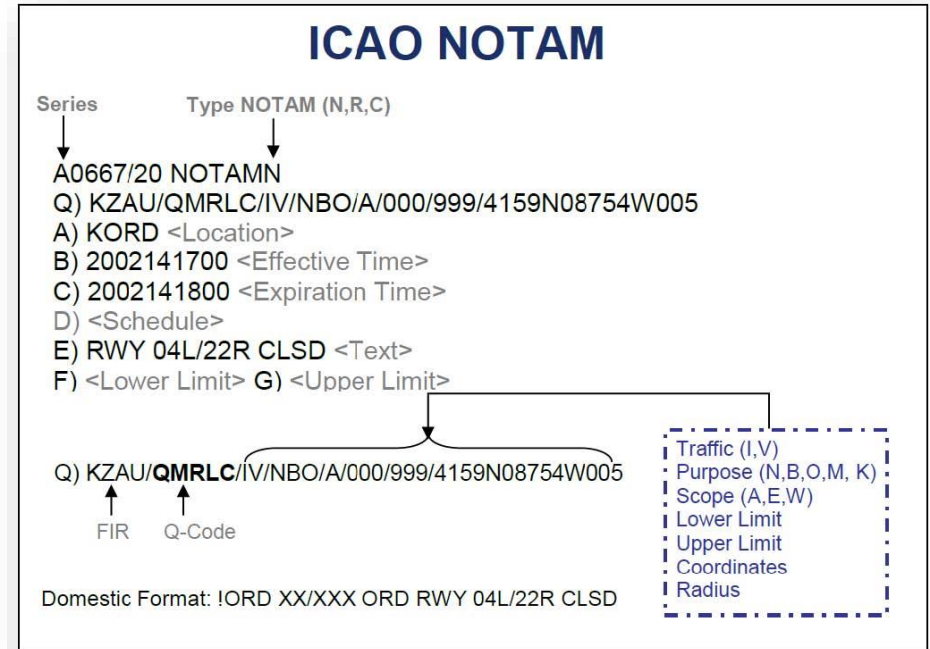 ICAO NOTAM
Series Type NOTAM (N,R,C)
A0667/20 NOTAMN
Q) KZAU/QMRLC/IV/NBO/A/000/999/4159N08754W005
A) KORD <Location>
B) 2002141700 <Effective Time>
C) 2002141800 <Expiration Time>
D) <Schedule>
E) RWY 04L/22R CLSD <Text>
F) <Lower Limit> G) <Upper Limit>
Q) KZAU/QMRLC/IV/NBO/A/000/999/4159N08754W005
FIR Q-Code
Traffic (I,V)
Purpose (N,B,O,M, K)
Scope (A,E,W)
Lower Limit
Upper Limit
Coordinates
Radius
Domestic Format: !ORD XX/XXX ORD RWY 04L/22R CLSD